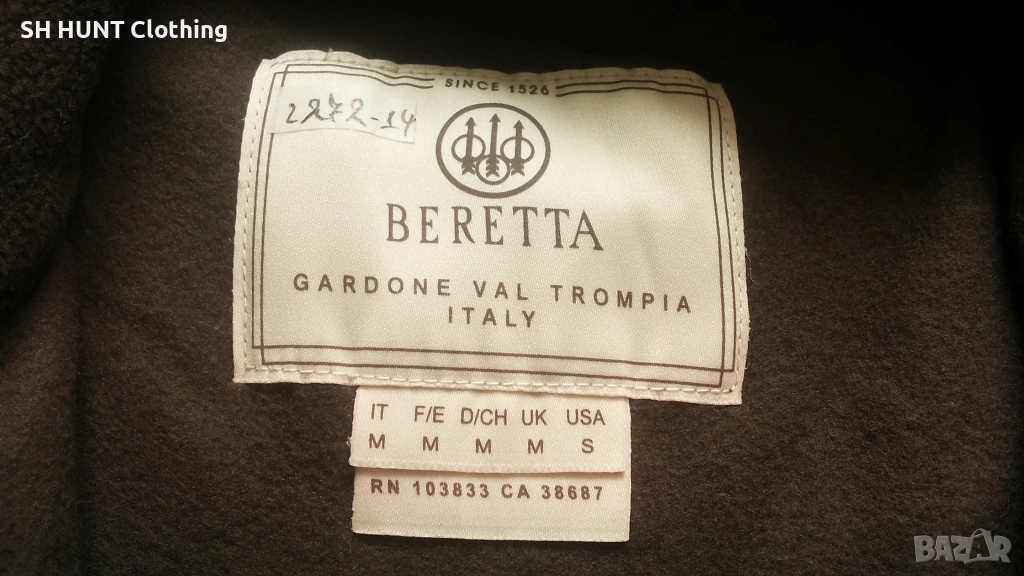 SH HUNT Clothing
SINCE 1526
2872-14
BERETTA
GARDONE VAL TROMPIA
ITALY
IT F/E D/CH UK USA
M M M M S
RN 103833 CA 38687
BAZAR